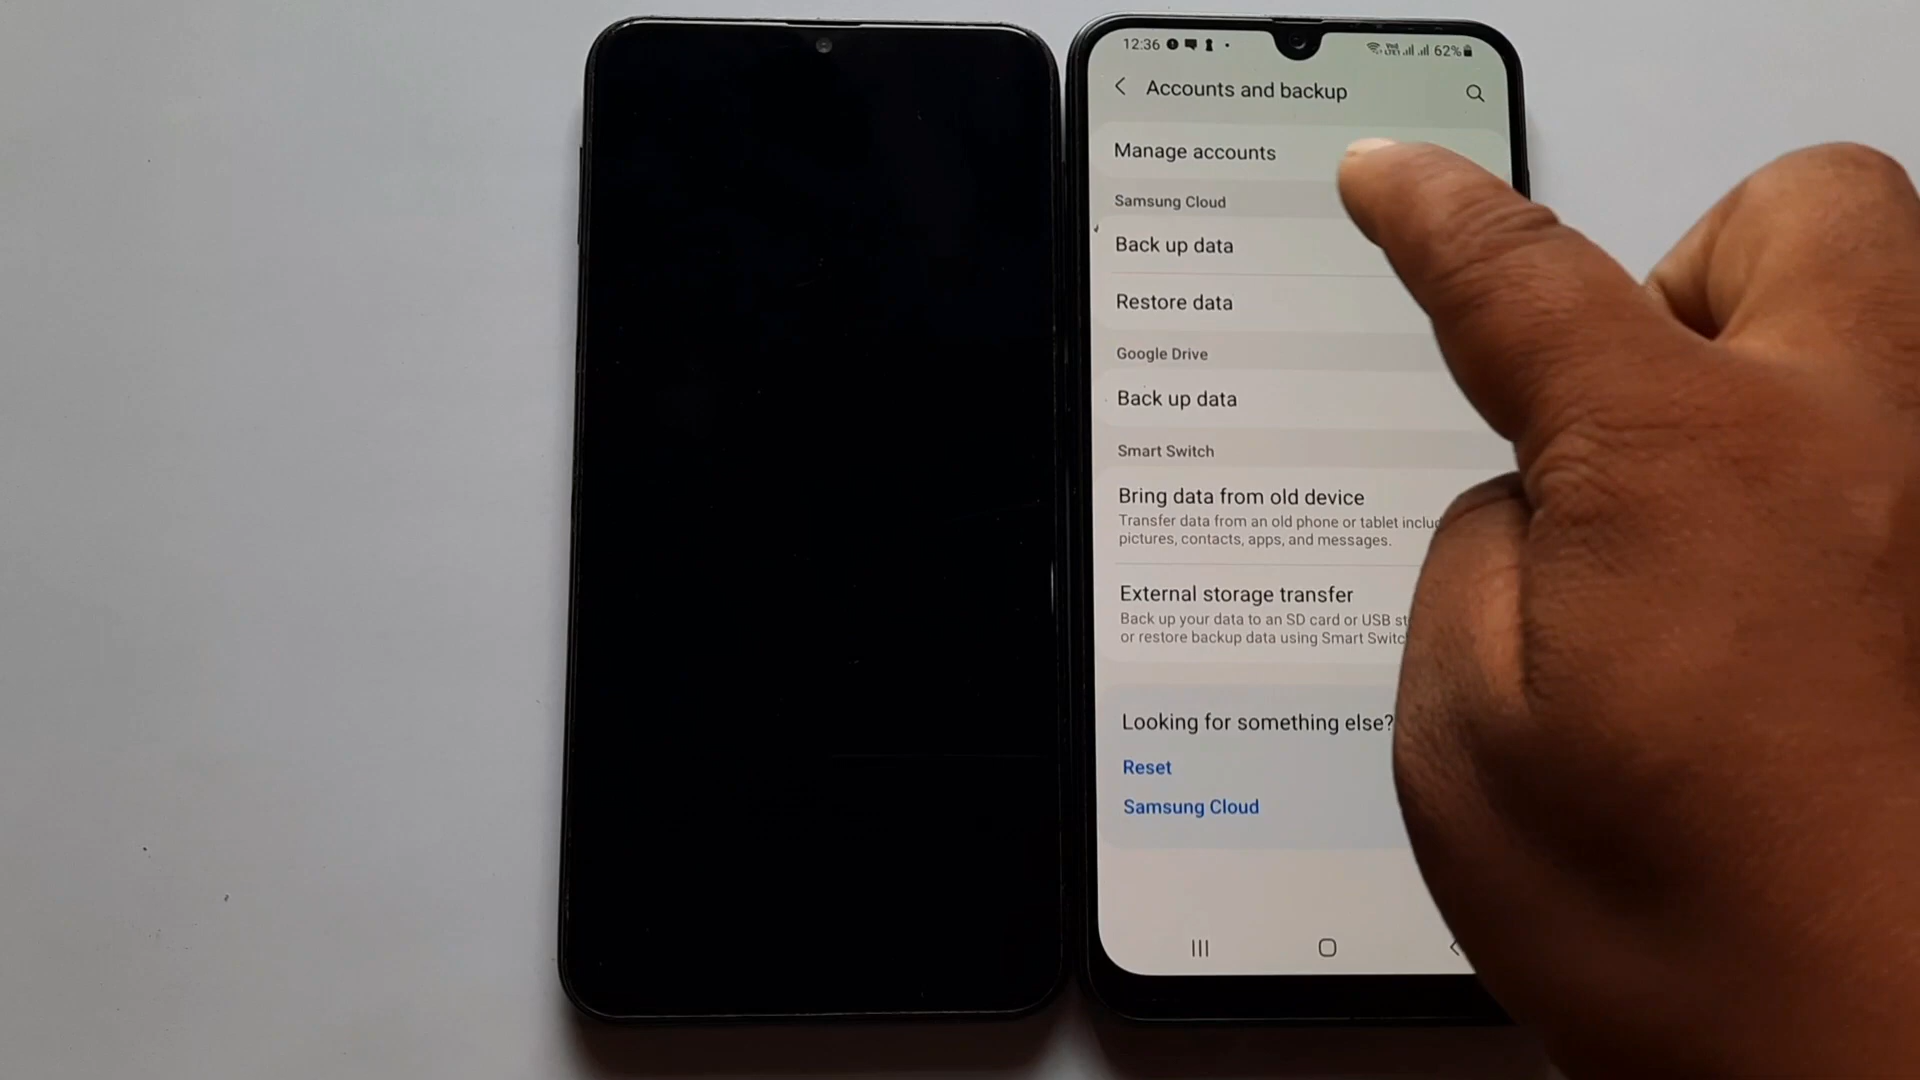 12:36
62%
Accounts and backup
Manage accounts
Samsung Cloud
Back up data
Restore data
Google Drive
Back up data
Smart Switch
Bring data from old device
Transfer data from an old phone or tablet
pictures, contacts, apps, and messages.
External storage transfer
Back up your data to an SD card or USB
or restore backup data using Smart
Looking for something else?
Reset
Samsung Cloud